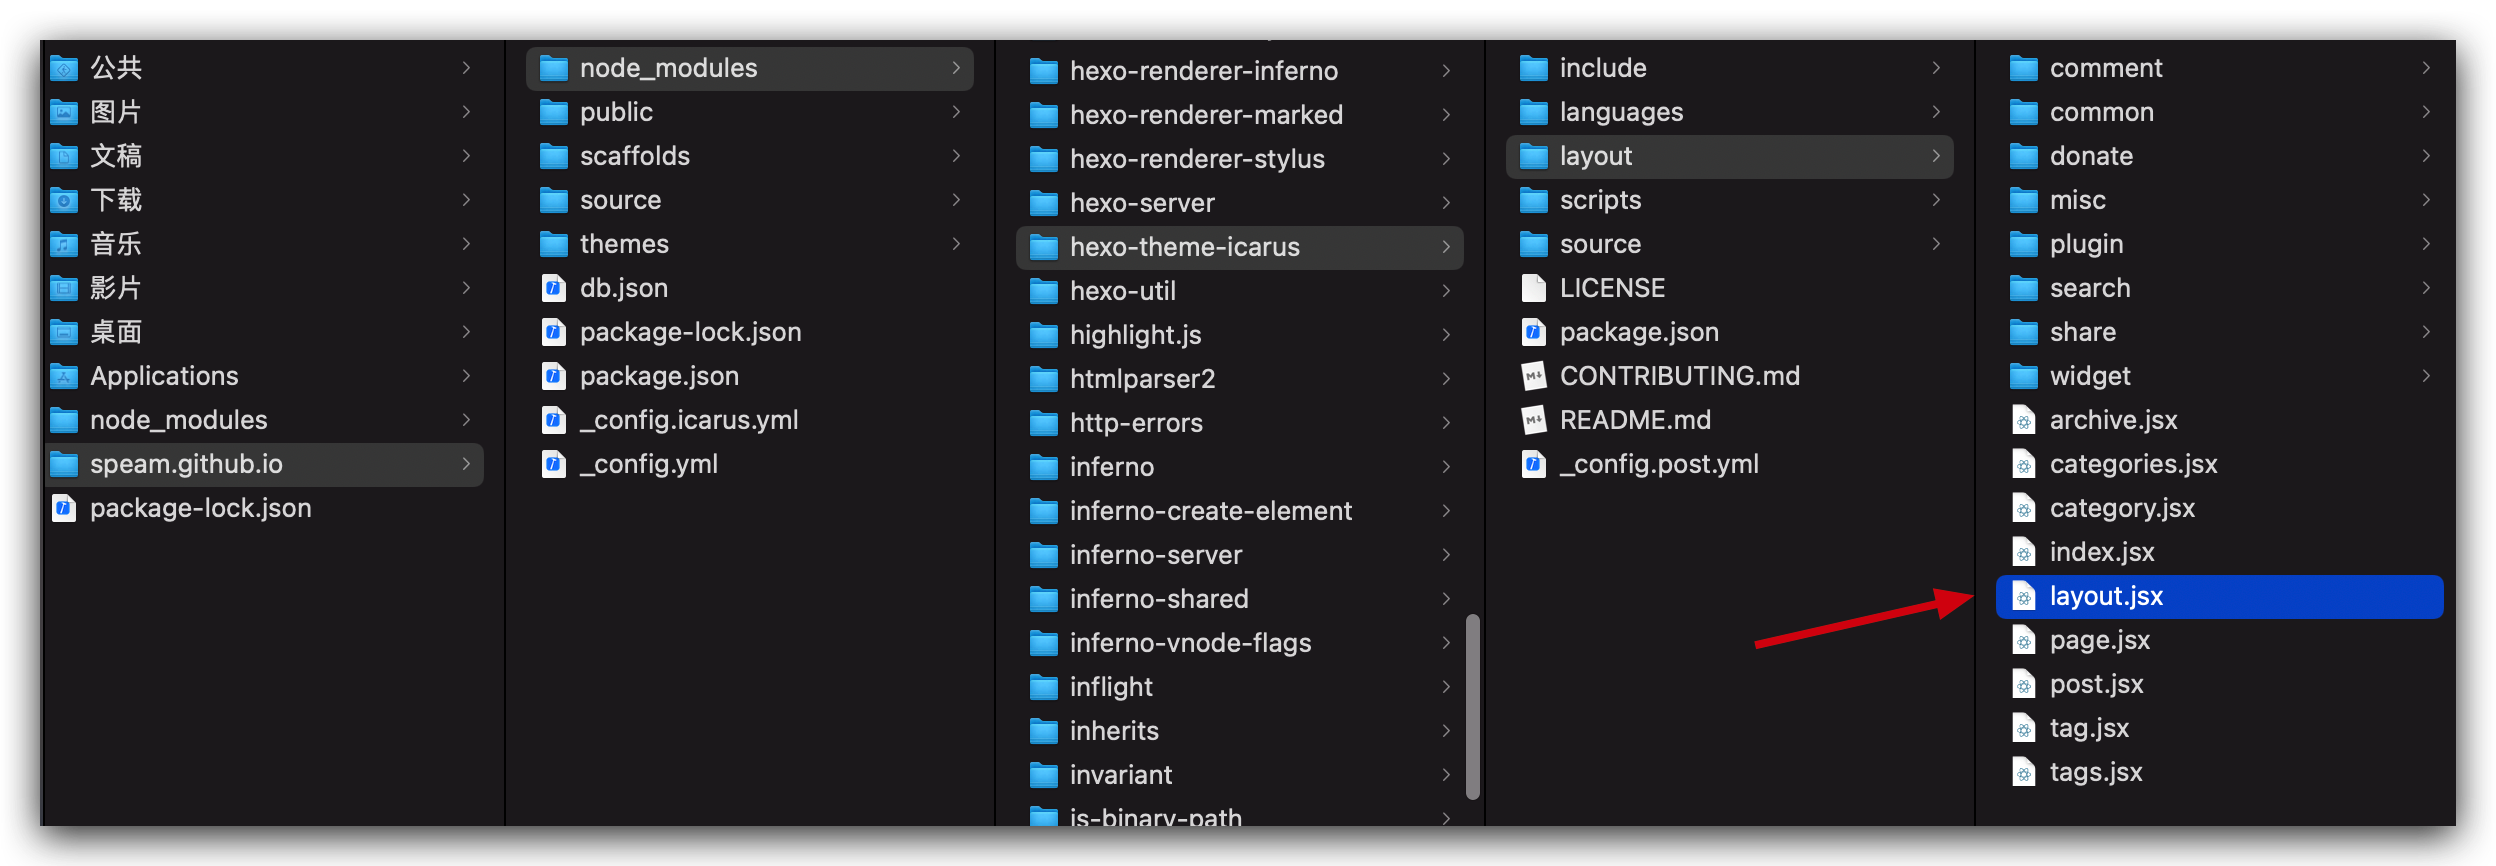 公共
图片
文稿
下载
音乐
影片
桌面
Applications
node_modules
speam.github.io
package-lock.json
node_modules
public
scaffolds
source
themes
db.json
package-lock.json
package.json
_config.icarus.yml
_config.yml
hexo-renderer-inferno
hexo-renderer-marked
hexo-renderer-stylus
hexo-server
hexo-theme-icarus
hexo-util
highlight.js
htmlparser2
http-errors
inferno
inferno-create-element
inferno-server
inferno-shared
inferno-vnode-flags
inflight
inherits
invariant
is-binary-path
include
languages
layout
scripts
source
LICENSE
package.json
CONTRIBUTING.md
README.md
_config.post.yml
comment
common
donate
misc
plugin
search
share
widget
archive.jsx
categories.jsx
category.jsx
index.jsx
layout.jsx
page.jsx
post.jsx
tag.jsx
tags.jsx